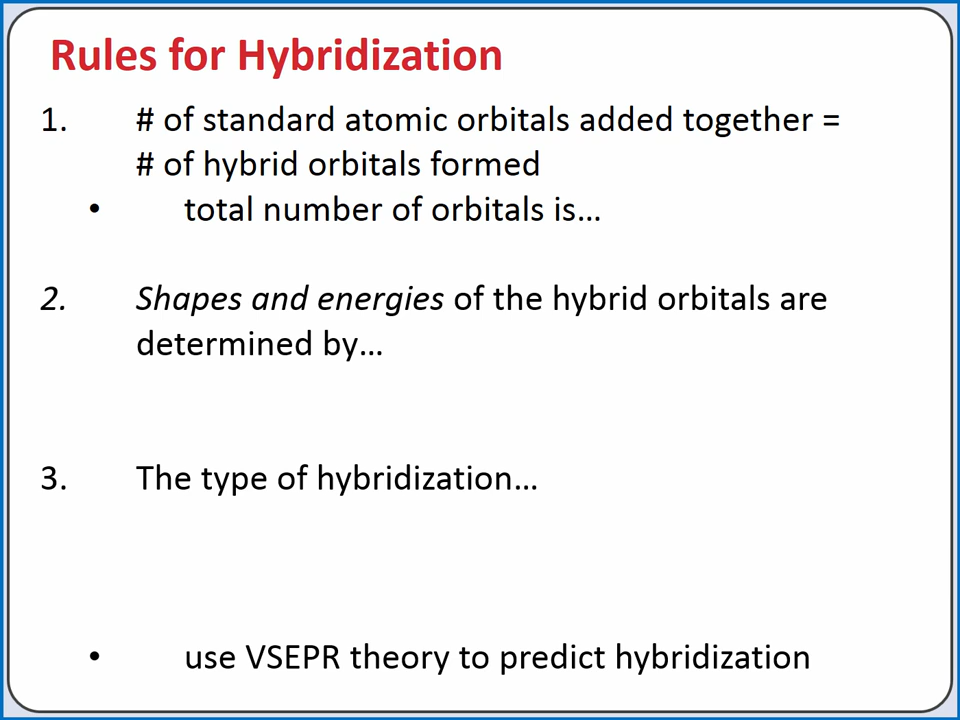 Rules for Hybridization
1. # of standard atomic orbitals added together =
# of hybrid orbitals formed
• total number of orbitals is…
2. Shapes and energies of the hybrid orbitals are
determined by…
3. The type of hybridization…
• use VSEPR theory to predict hybridization